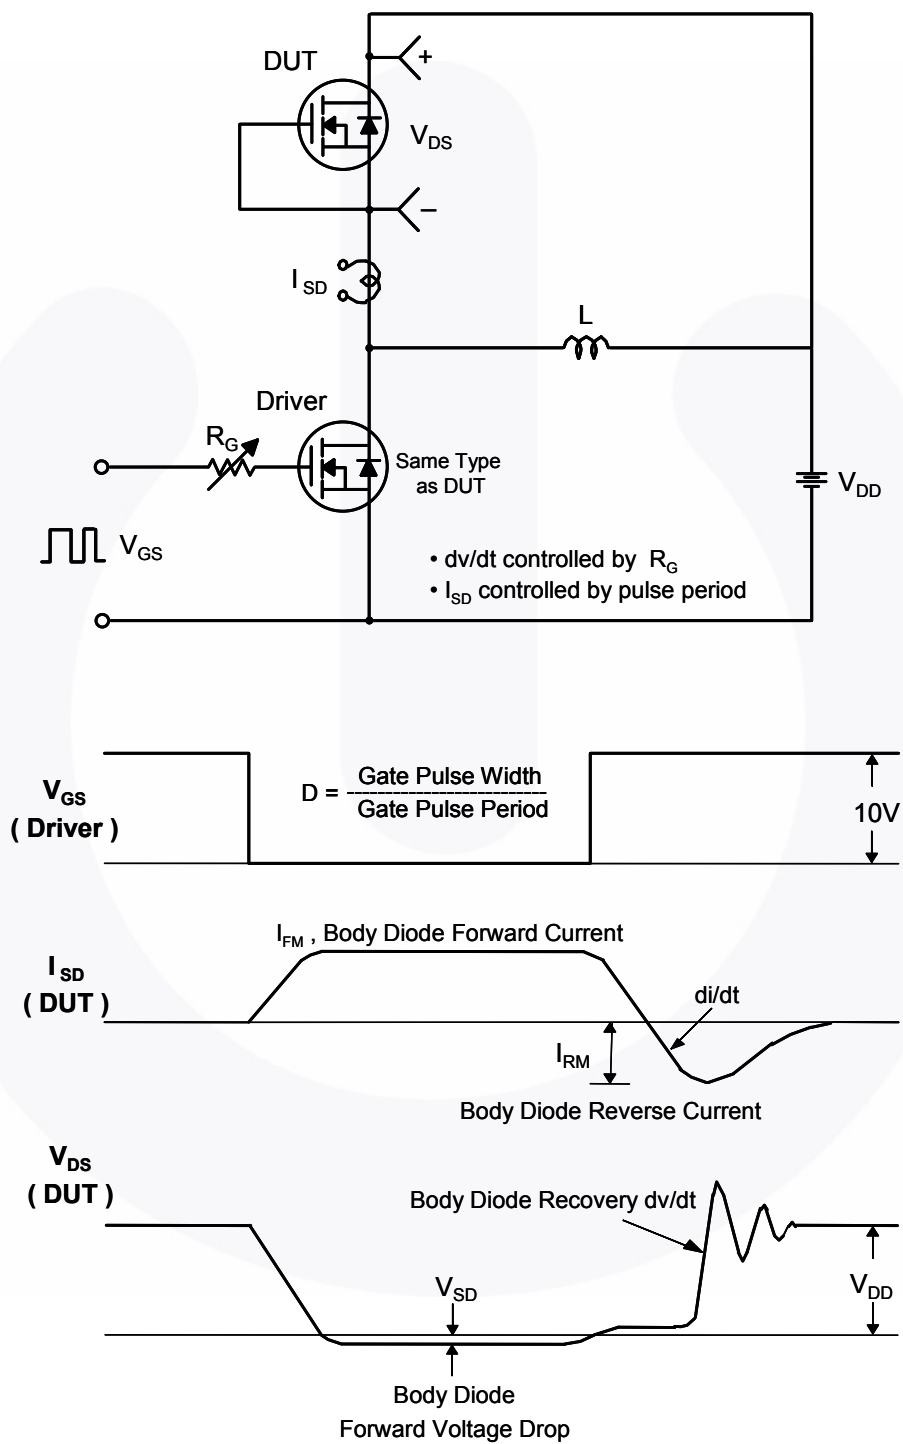 DUT
+
V_DS
–
I_SD
L
Driver
R_G
Same Type
as DUT
V_DD
V_GS
• dv/dt controlled by R_G
• I_SD controlled by pulse period
V_GS
( Driver )
D = Gate Pulse Width
Gate Pulse Period
10V
I_FM , Body Diode Forward Current
I_SD
( DUT )
di/dt
I_RM
Body Diode Reverse Current
V_DS
( DUT )
Body Diode Recovery dv/dt
V_SD
V_DD
Body Diode
Forward Voltage Drop